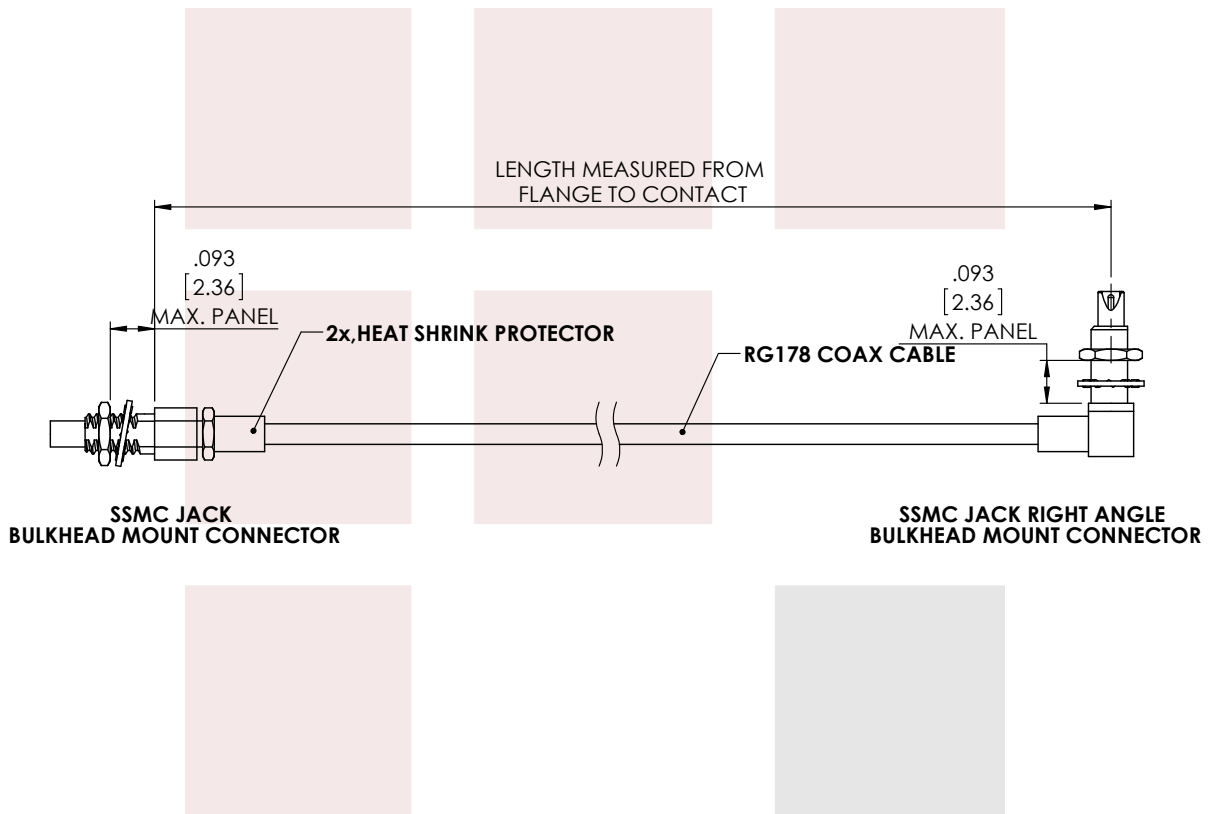 LENGTH MEASURED FROM
FLANGE TO CONTACT
.093
[2.36]
MAX. PANEL
.093
[2.36]
MAX. PANEL
2x,HEAT SHRINK PROTECTOR
RG178 COAX CABLE
SSMC JACK
BULKHEAD MOUNT CONNECTOR
SSMC JACK RIGHT ANGLE
BULKHEAD MOUNT CONNECTOR